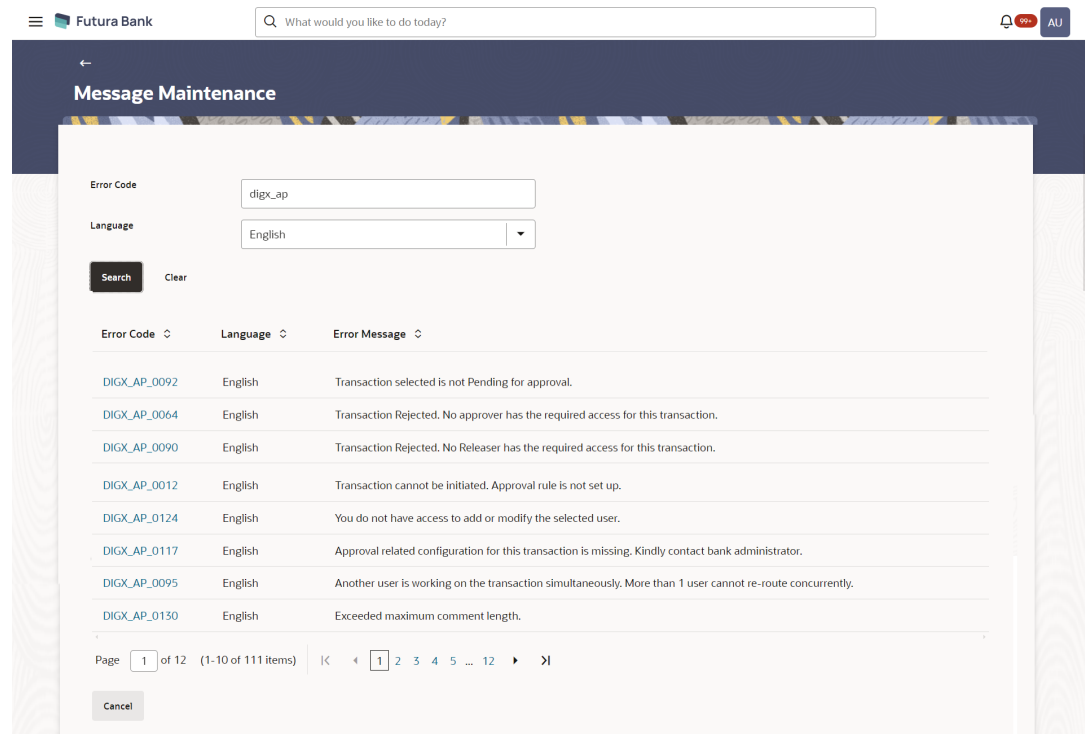 Futura Bank
What would you like to do today?
99+
AU
Message Maintenance
Error Code
digx_ap
Language
English
Search Clear
Error Code Language Error Message
DIGX_AP_0092 English Transaction selected is not Pending for approval.
DIGX_AP_0064 English Transaction Rejected. No approver has the required access for this transaction.
DIGX_AP_0090 English Transaction Rejected. No Releaser has the required access for this transaction.
DIGX_AP_0012 English Transaction cannot be initiated. Approval rule is not set up.
DIGX_AP_0124 English You do not have access to add or modify the selected user.
DIGX_AP_0117 English Approval related configuration for this transaction is missing. Kindly contact bank administrator.
DIGX_AP_0095 English Another user is working on the transaction simultaneously. More than 1 user cannot re-route concurrently.
DIGX_AP_0130 English Exceeded maximum comment length.
Page 1 of 12 (1-10 of 111 items) 1 2 3 4 5 ... 12
Cancel